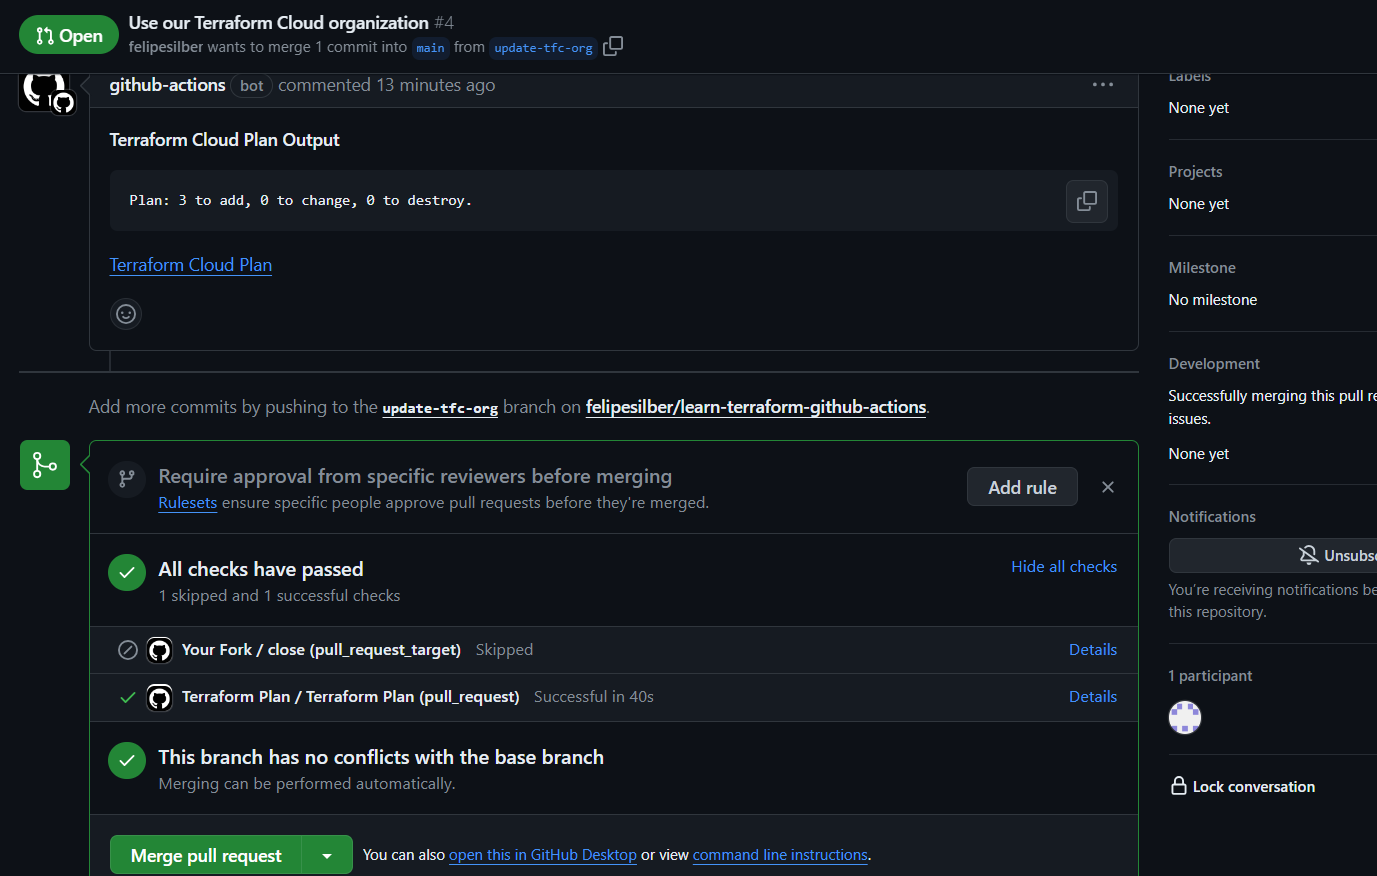 Open
Use our Terraform Cloud organization #4
felipesilber wants to merge 1 commit into main from update-tfc-org
github-actions bot commented 13 minutes ago
Terraform Cloud Plan Output
Plan: 3 to add, 0 to change, 0 to destroy.
Terraform Cloud Plan
Add more commits by pushing to the update-tfc-org branch on felipesilber/learn-terraform-github-actions.
Require approval from specific reviewers before merging
Rulesets ensure specific people approve pull requests before they're merged.
Add rule
All checks have passed
1 skipped and 1 successful checks
Hide all checks
Your Fork / close (pull_request_target) Skipped
Details
Terraform Plan / Terraform Plan (pull_request) Successful in 40s
Details
This branch has no conflicts with the base branch
Merging can be performed automatically.
Merge pull request
You can also open this in GitHub Desktop or view command line instructions.
Labels
None yet
Projects
None yet
Milestone
No milestone
Development
Successfully merging this pull
issues.
None yet
Notifications
You're receiving notifications
this repository.
1 participant
Lock conversation